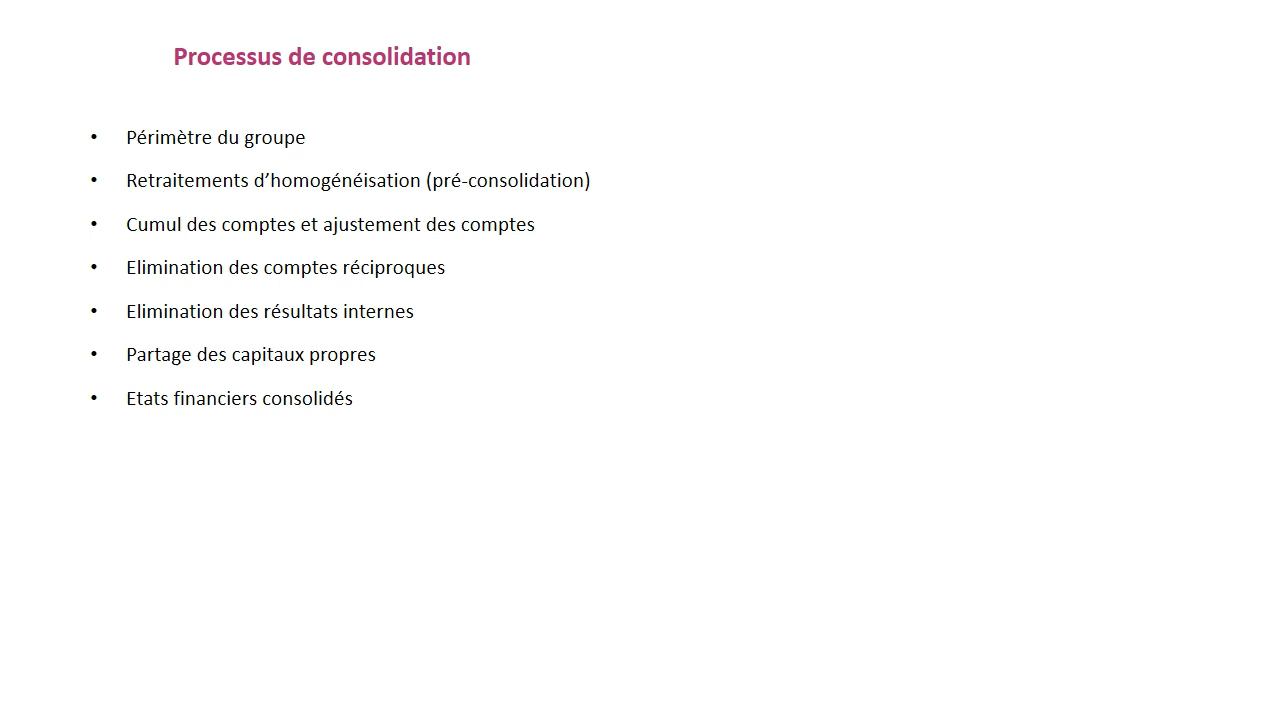 Processus de consolidation
• Périmètre du groupe
• Retraitements d’homogénéisation (pré-consolidation)
• Cumul des comptes et ajustement des comptes
• Elimination des comptes réciproques
• Elimination des résultats internes
• Partage des capitaux propres
• Etats financiers consolidés